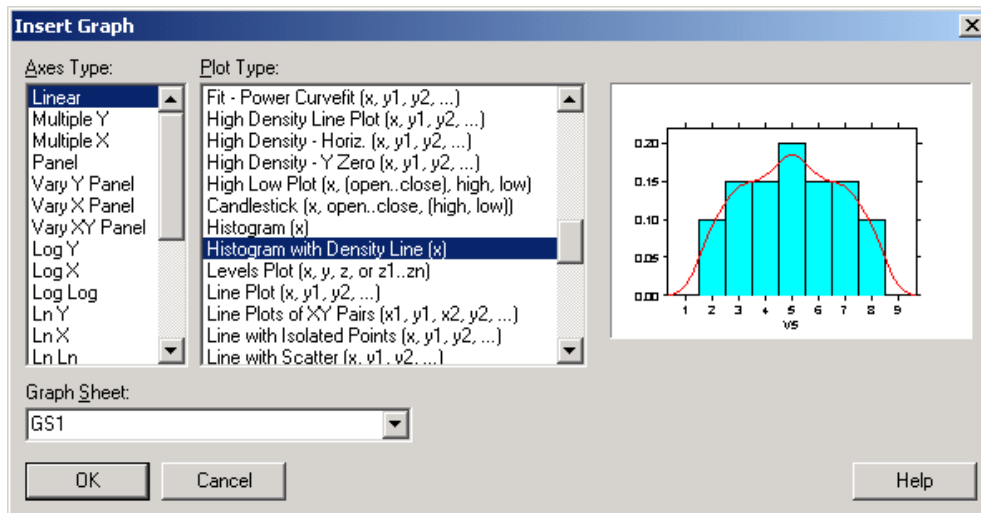 Insert Graph
Axes Type:
Linear
Multiple Y
Multiple X
Panel
Vary Y Panel
Vary X Panel
Vary XY Panel
Log Y
Log X
Log Log
Ln Y
Ln X
Ln Ln
Plot Type:
Fit - Power Curvefit (x, y1, y2, ...)
High Density Line Plot (x, y1, y2, ...)
High Density - Horiz. (x, y1, y2, ...)
High Density - Y Zero (x, y1, y2, ...)
High Low Plot (x, (open..close), high, low)
Candlestick (x, open..close, (high, low))
Histogram (x)
Histogram with Density Line (x)
Levels Plot (x, y, z, or z1..zn)
Line Plot (x, y1, y2, ...)
Line Plots of XY Pairs (x1, y1, x2, y2, ...)
Line with Isolated Points (x, y1, y2, ...)
Line with Scatter (x, y1, y2, ...)
0.20
0.15
0.10
0.05
0.00
1 2 3 4 5 6 7 8 9
V5
Graph Sheet:
GS1
OK
Cancel
Help